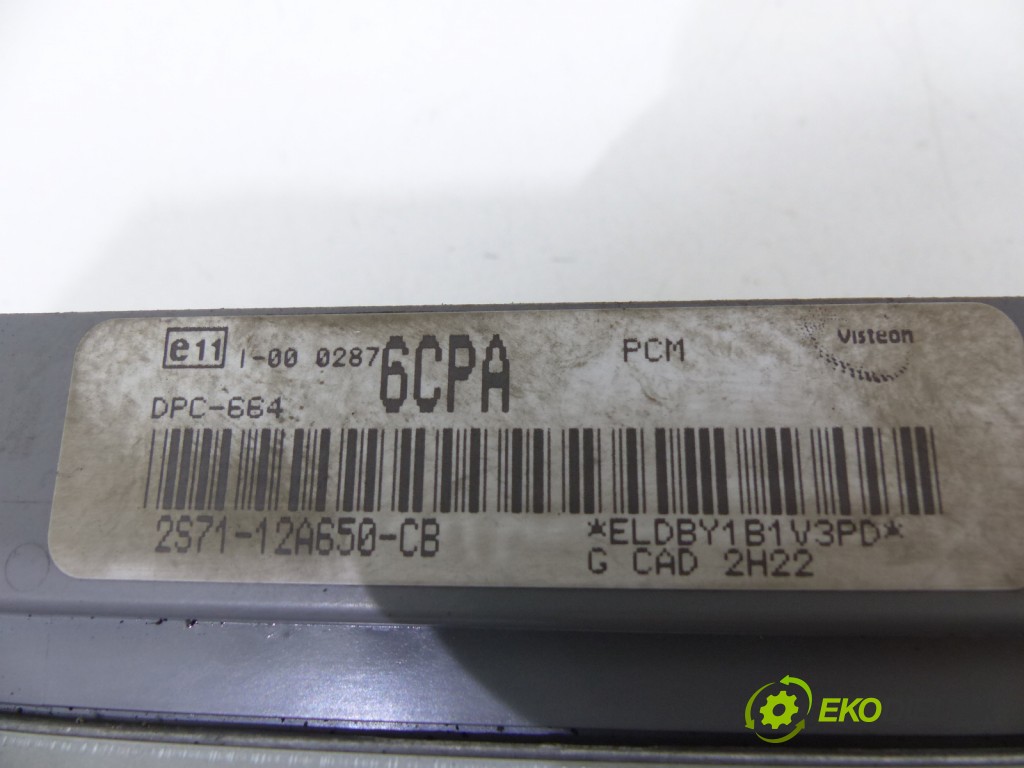 e11 I-00 0287 6CPA PCM Visteon
DPC-664
2S71-12A650-CB *ELDBY1B1V3PD*
G CAD 2H22
EKO